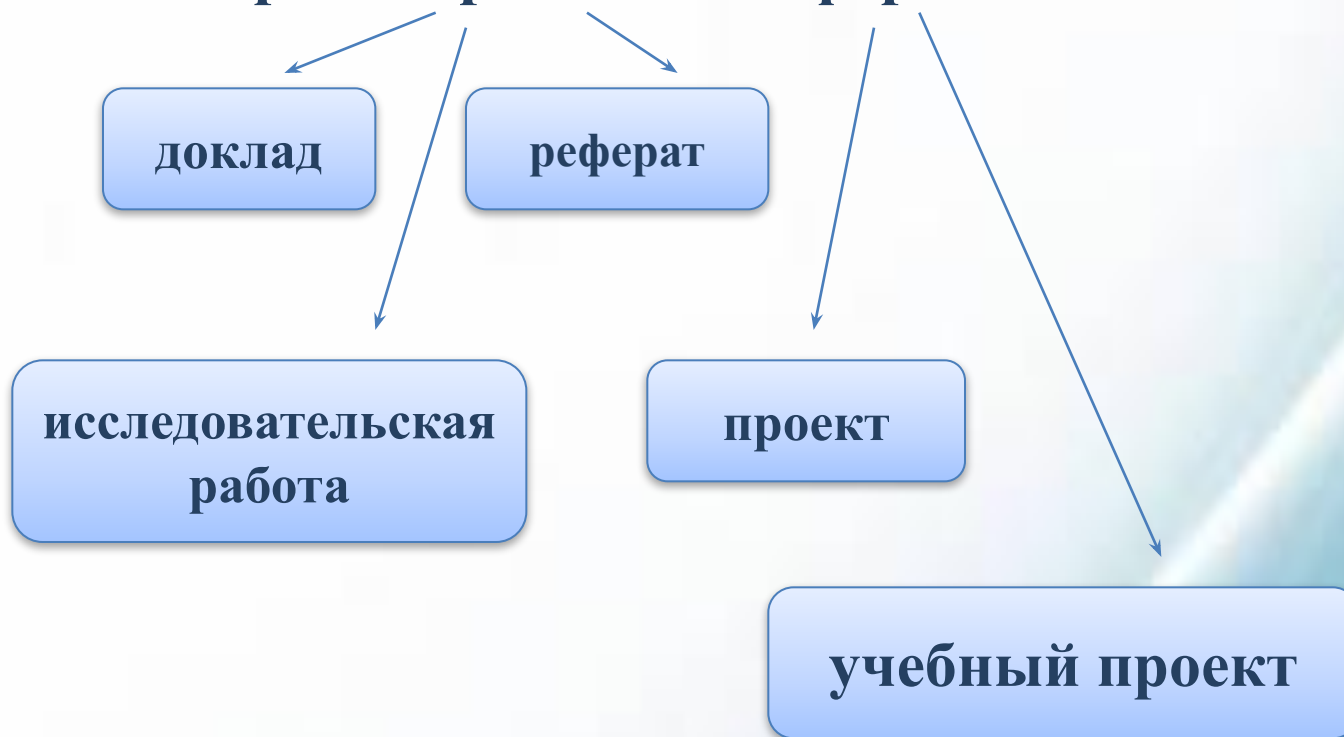 доклад
реферат
исследовательская
работа
проект
учебный проект